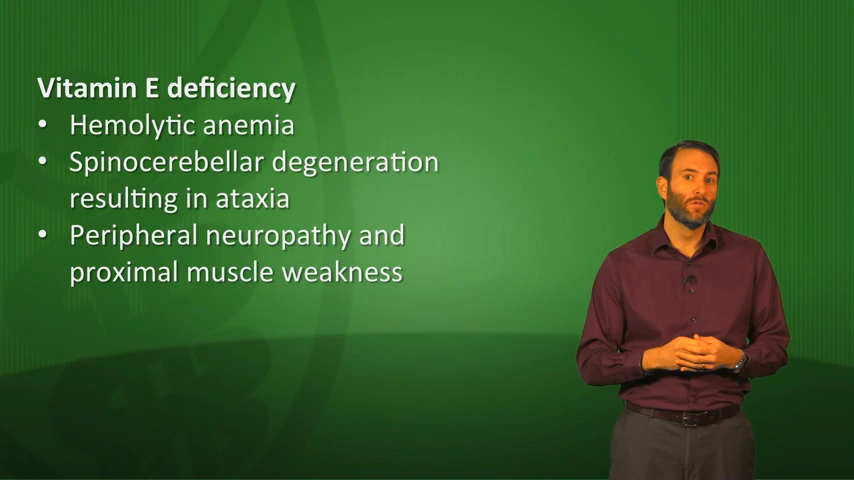 Vitamin E deficiency
• Hemolytic anemia
• Spinocerebellar degeneration
resulting in ataxia
• Peripheral neuropathy and
proximal muscle weakness